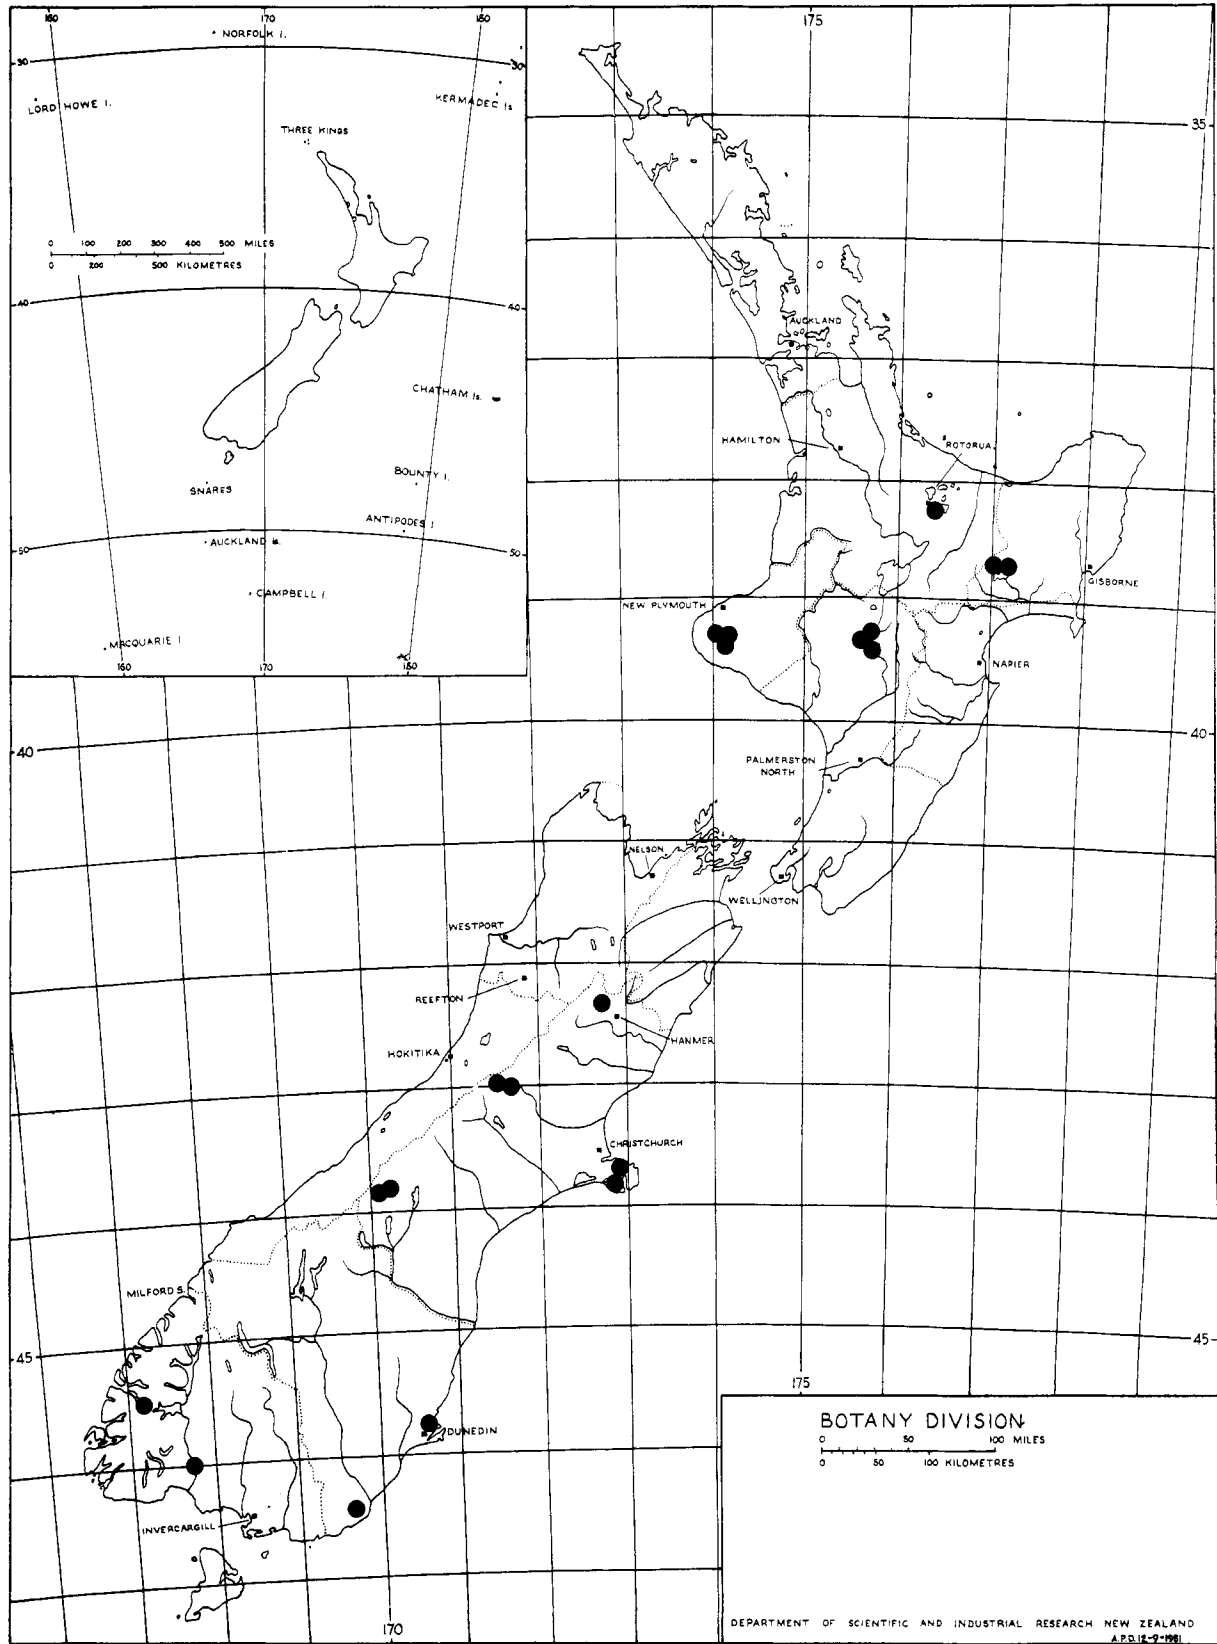 160
170
180
NORFOLK I.
30
30
LORD HOWE I.
KERMADEC Is
THREE KINGS
0 100 200 300 400 500 MILES
0 200 500 KILOMETRES
40
40
CHATHAM Is.
SNARES
BOUNTY I.
ANTIPODES I
50
AUCKLAND Is.
50
CAMPBELL I.
MACQUARIE I
160
170
180
175
35
AUCKLAND
HAMILTON
ROTORUA
GISBORNE
NEW PLYMOUTH
NAPIER
40
40
PALMERSTON
NORTH
NELSON
WELLINGTON
WESTPORT
REEFTON
HANMER
HOKITIKA
CHRISTCHURCH
MILFORD S.
45
45
175
DUNEDIN
INVERCARGILL
170
BOTANY DIVISION
0 50 100 MILES
0 50 100 KILOMETRES
DEPARTMENT OF SCIENTIFIC AND INDUSTRIAL RESEARCH NEW ZEALAND
A.P.D. 12-9-1981